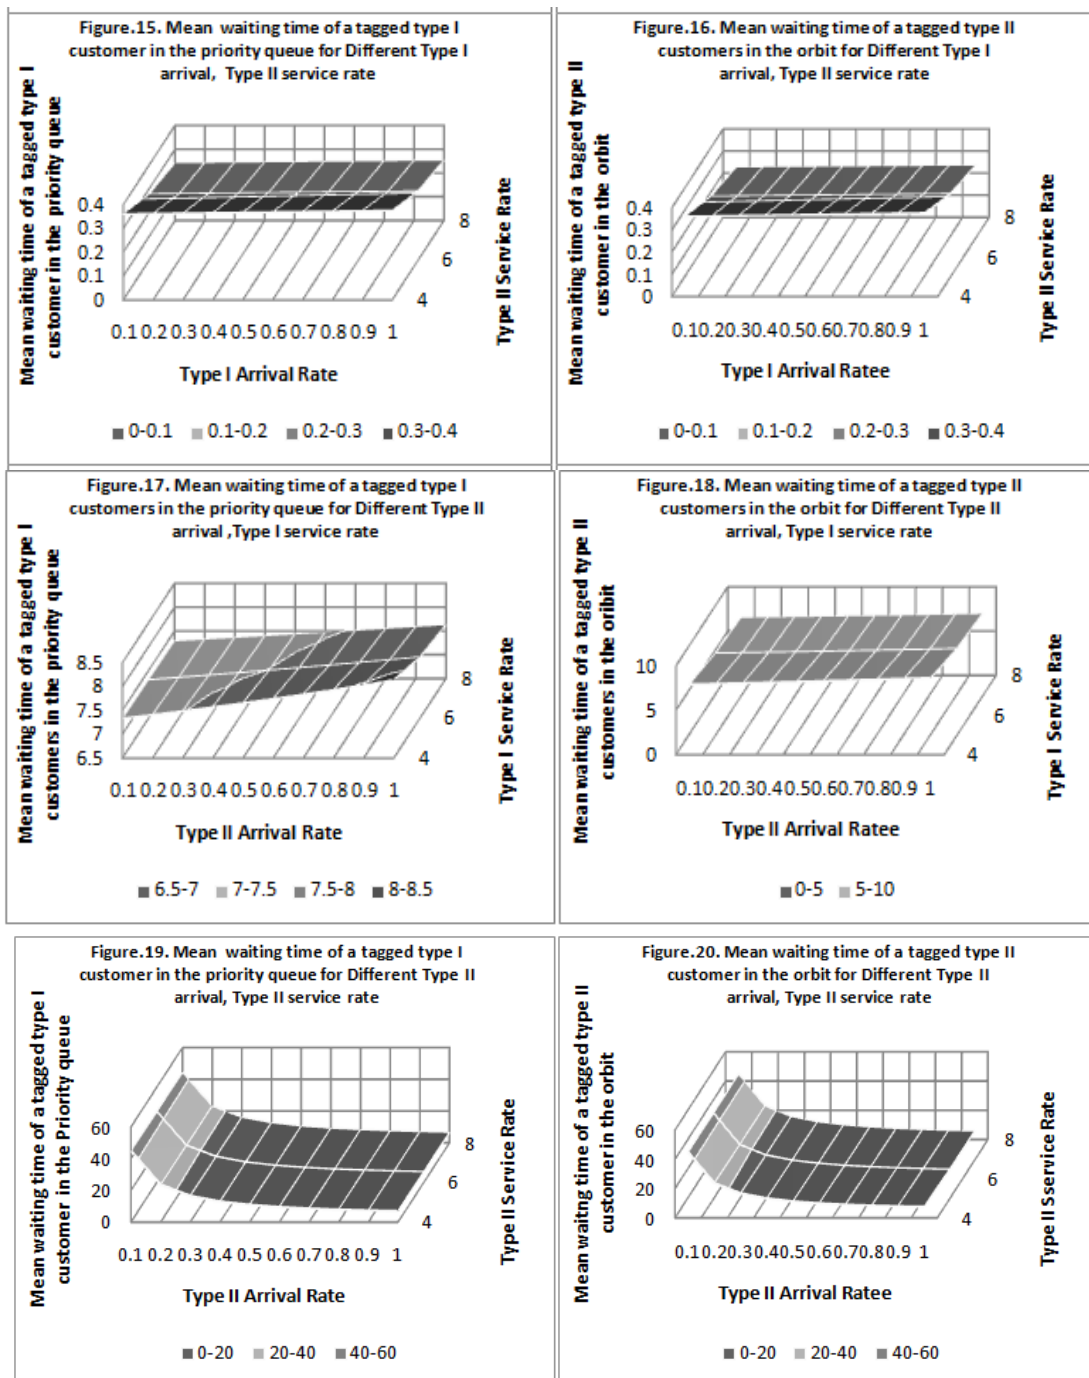 Figure.15. Mean waiting time of a tagged type I
customer in the priority queue for Different Type I
arrival, Type II service rate
Mean waiting time of a tagged type I
customer in the priority queue
0.4
0.3
0.2
0.1
0
8
6
4
Type II Service Rate
0.1 0.2 0.3 0.4 0.5 0.6 0.7 0.8 0.9 1
Type I Arrival Rate
0-0.1 0.1-0.2 0.2-0.3 0.3-0.4
Figure.16. Mean waiting time of a tagged type II
customers in the orbit for Different Type I
arrival, Type II service rate
Mean waiting time of a tagged type II
customer in the orbit
0.4
0.3
0.2
0.1
0
8
6
4
Type II Service Rate
0.10.20.30.40.50.60.70.80.9 1
Type I Arrival Ratee
0-0.1 0.1-0.2 0.2-0.3 0.3-0.4
Figure.17. Mean waiting time of a tagged type I
customers in the priority queue for Different Type II
arrival ,Type I service rate
Mean waiting time of a tagged type I
customers in the priority queue
8.5
8
7.5
7
6.5
8
6
4
Type I Service Rate
0.1 0.2 0.3 0.4 0.5 0.6 0.7 0.8 0.9 1
Type II Arrival Rate
6.5-7 7-7.5 7.5-8 8-8.5
Figure.18. Mean waiting time of a tagged type II
customers in the orbit for Different Type II
arrival, Type I service rate
Mean waiting time of a tagged type II
customers in the oribit
10
5
0
8
6
4
Type I Service Rate
0.10.20.30.40.50.60.70.80.9 1
Type II Arrival Ratee
0-5 5-10
Figure.19. Mean waiting time of a tagged type I
customer in the priority queue for Different Type II
arrival, Type II service rate
Mean waiitng time of a tagged type I
customer in the Priority queue
60
40
20
0
8
6
4
Type II Service Rate
0.1 0.2 0.3 0.4 0.5 0.6 0.7 0.8 0.9 1
Type II Arrival Rate
0-20 20-40 40-60
Figure.20. Mean waiting time of a tagged type II
customer in the orbit for Different Type II
arrival, Type II service rate
Mean waitng time of a tagged type II
customer in the orbit
60
40
20
0
8
6
4
Type II Service Rate
0.10.20.30.40.50.60.70.80.9 1
Type II Arrival Ratee
0-20 20-40 40-60